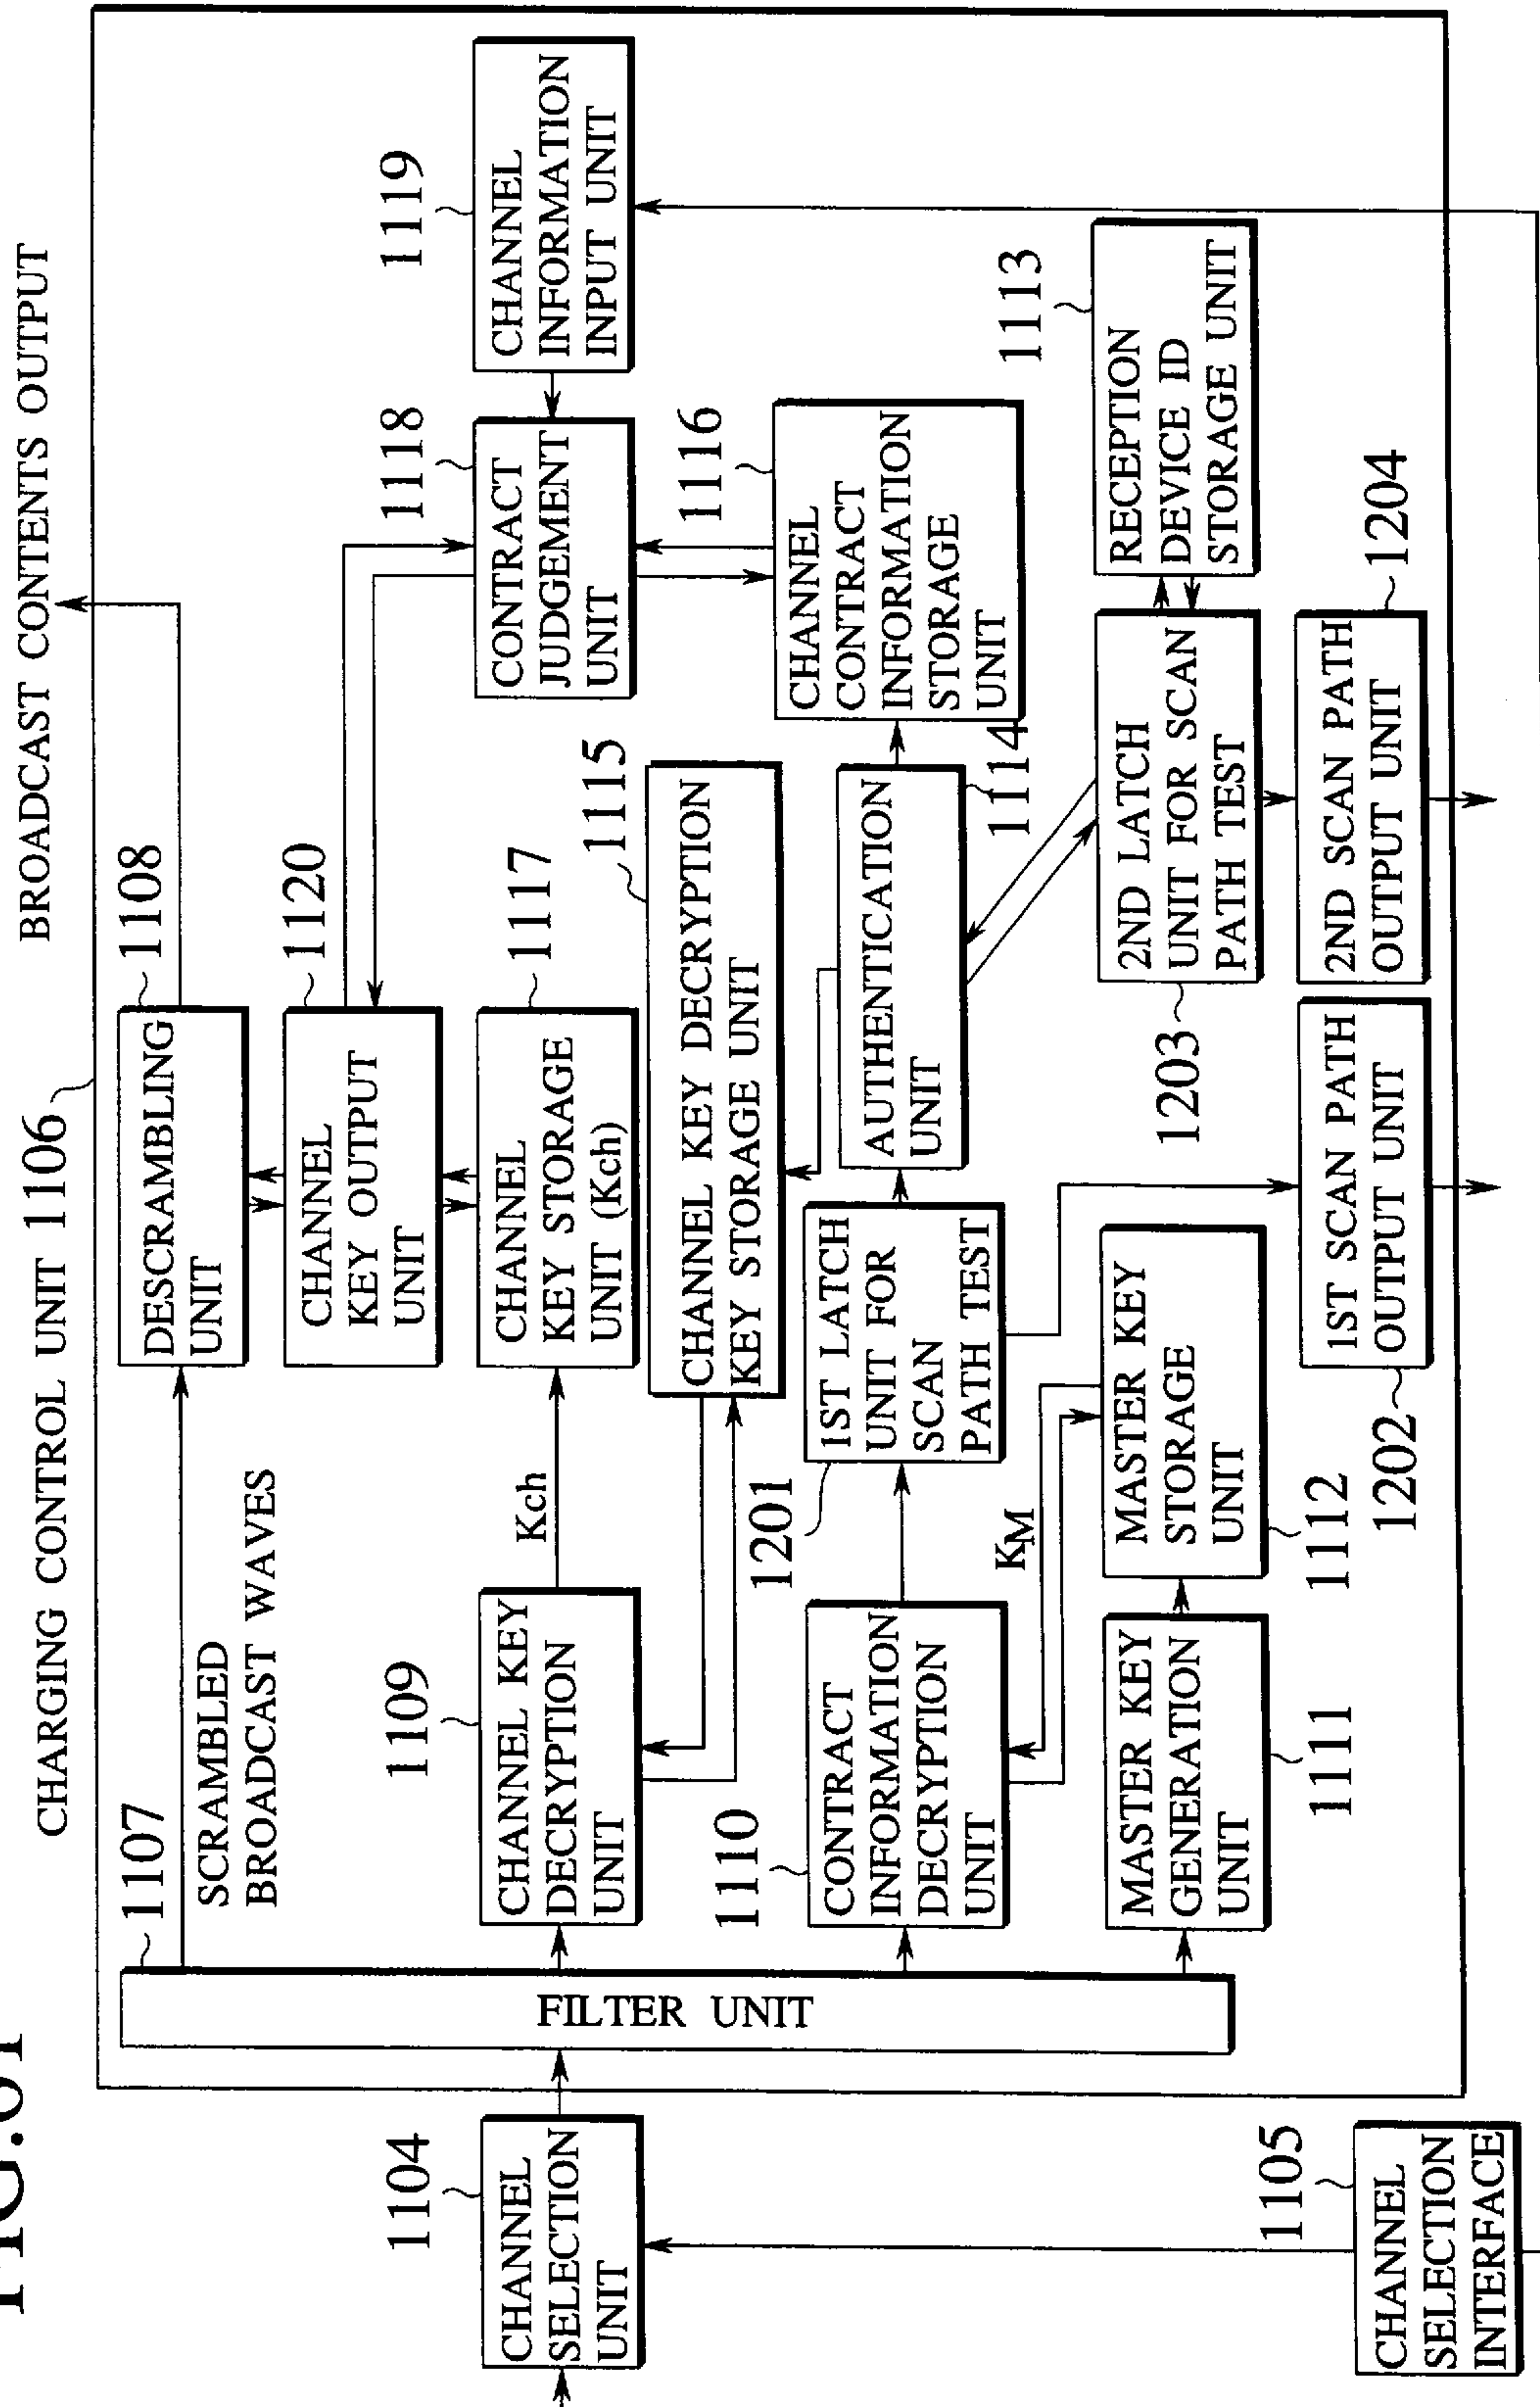 CHARGING CONTROL UNIT 1106
BROADCAST CONTENTS OUTPUT
1107
SCRAMBLED
BROADCAST WAVES
1108
DESCRAMBLING
UNIT
1120
CHANNEL
KEY OUTPUT
UNIT
1117
CHANNEL
KEY STORAGE
UNIT (Kch)
1118
CONTRACT
JUDGEMENT
UNIT
1119
CHANNEL
INFORMATION
INPUT UNIT
1104
CHANNEL
SELECTION
UNIT
FILTER UNIT
1109
CHANNEL KEY
DECRYPTION
UNIT
Kch
1115
CHANNEL KEY DECRYPTION
KEY STORAGE UNIT
1116
CHANNEL
CONTRACT
INFORMATION
STORAGE
UNIT
1110
CONTRACT
INFORMATION
DECRYPTION
UNIT
1201
1ST LATCH
UNIT FOR
SCAN
PATH TEST
AUTHENTICATION
UNIT
1114
KM
1113
RECEPTION
DEVICE ID
STORAGE UNIT
MASTER KEY
GENERATION
UNIT
1111
MASTER KEY
STORAGE
UNIT
1112
2ND LATCH
UNIT FOR SCAN
PATH TEST
1203
1105
CHANNEL
SELECTION
INTERFACE
1ST SCAN PATH
OUTPUT UNIT
1202
2ND SCAN PATH
OUTPUT UNIT
1204